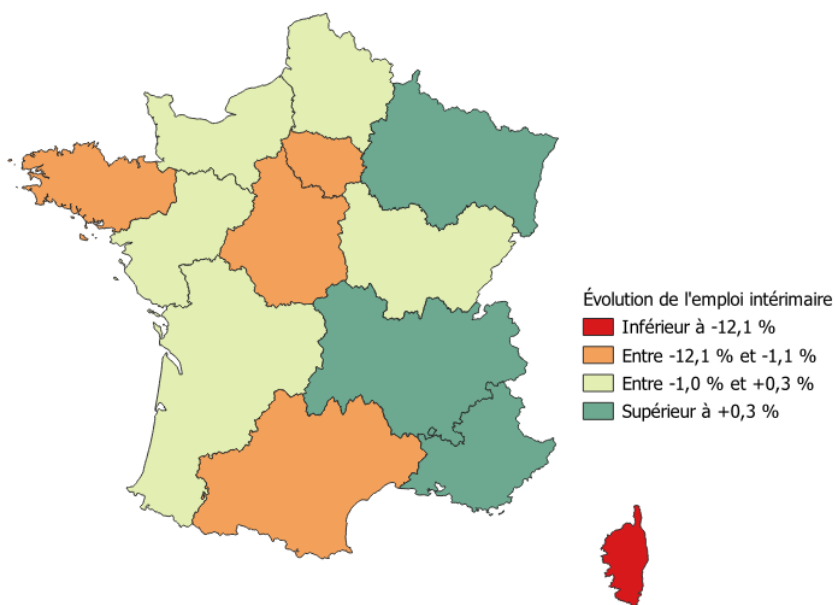 Évolution de l'emploi intérimaire
Inférieur à -12,1 %
Entre -12,1 % et -1,1 %
Entre -1,0 % et +0,3 %
Supérieur à +0,3 %